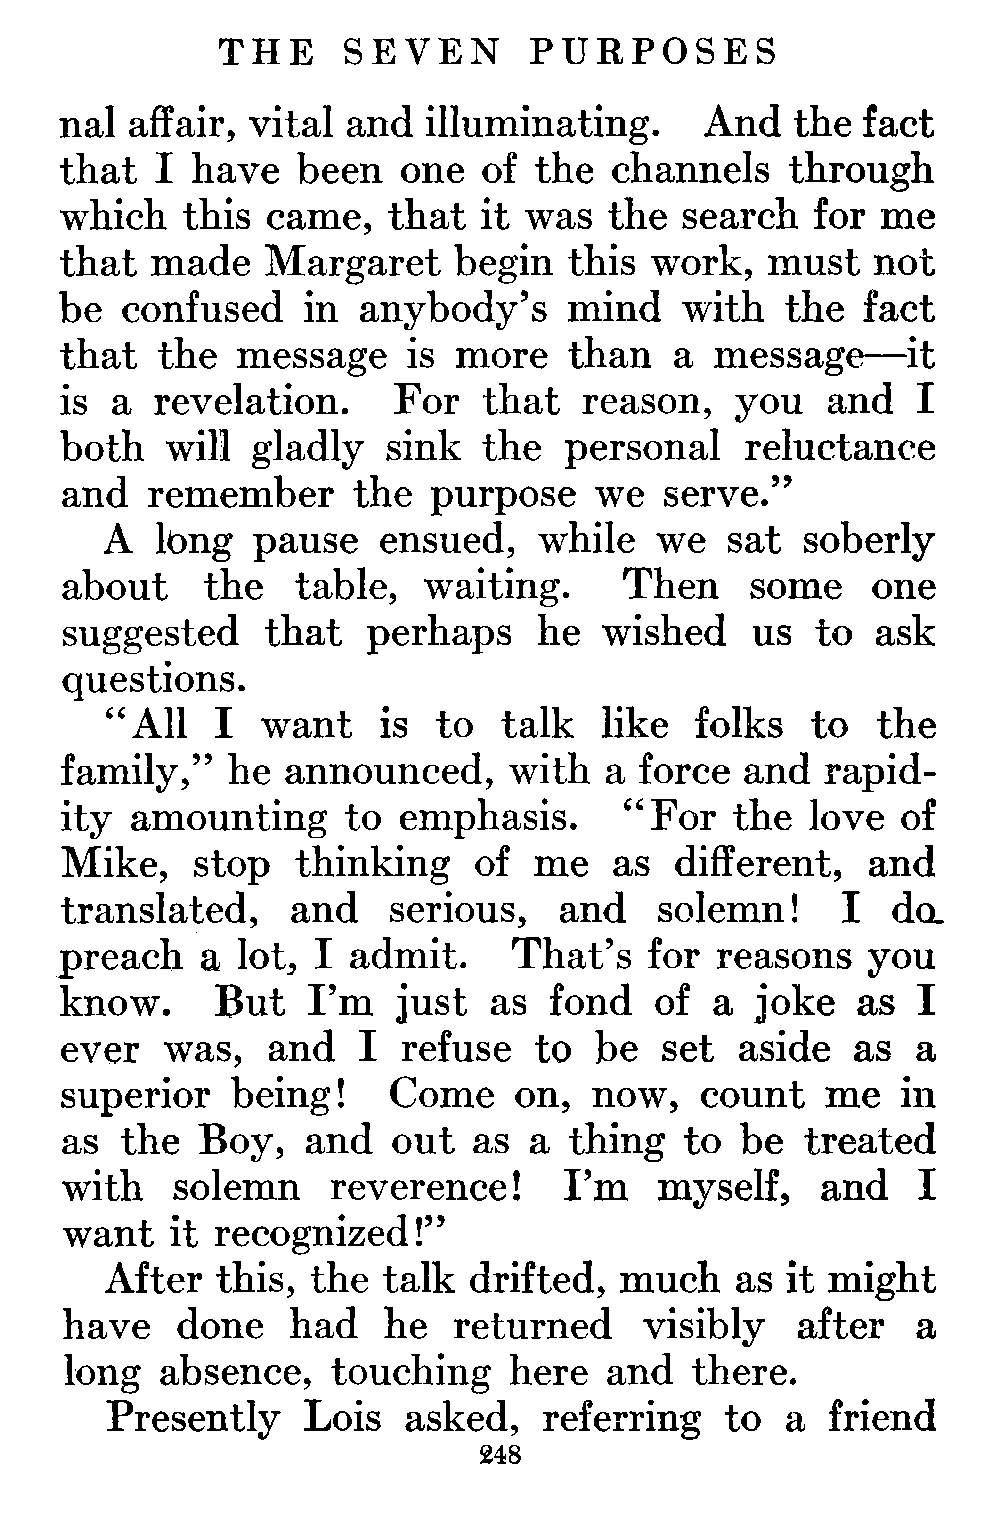 THE SEVEN PURPOSES
nal affair, vital and illuminating. And the fact
that I have been one of the channels through
which this came, that it was the search for me
that made Margaret begin this work, must not
be confused in anybody's mind with the fact
that the message is more than a message—it
is a revelation. For that reason, you and I
both will gladly sink the personal reluctance
and remember the purpose we serve."
A long pause ensued, while we sat soberly
about the table, waiting. Then some one
suggested that perhaps he wished us to ask
questions.
"All I want is to talk like folks to the
family," he announced, with a force and rapid-
ity amounting to emphasis. "For the love of
Mike, stop thinking of me as different, and
translated, and serious, and solemn! I do
preach a lot, I admit. That's for reasons you
know. But I'm just as fond of a joke as I
ever was, and I refuse to be set aside as a
superior being! Come on, now, count me in
as the Boy, and out as a thing to be treated
with solemn reverence! I'm myself, and I
want it recognized!"
After this, the talk drifted, much as it might
have done had he returned visibly after a
long absence, touching here and there.
Presently Lois asked, referring to a friend
248